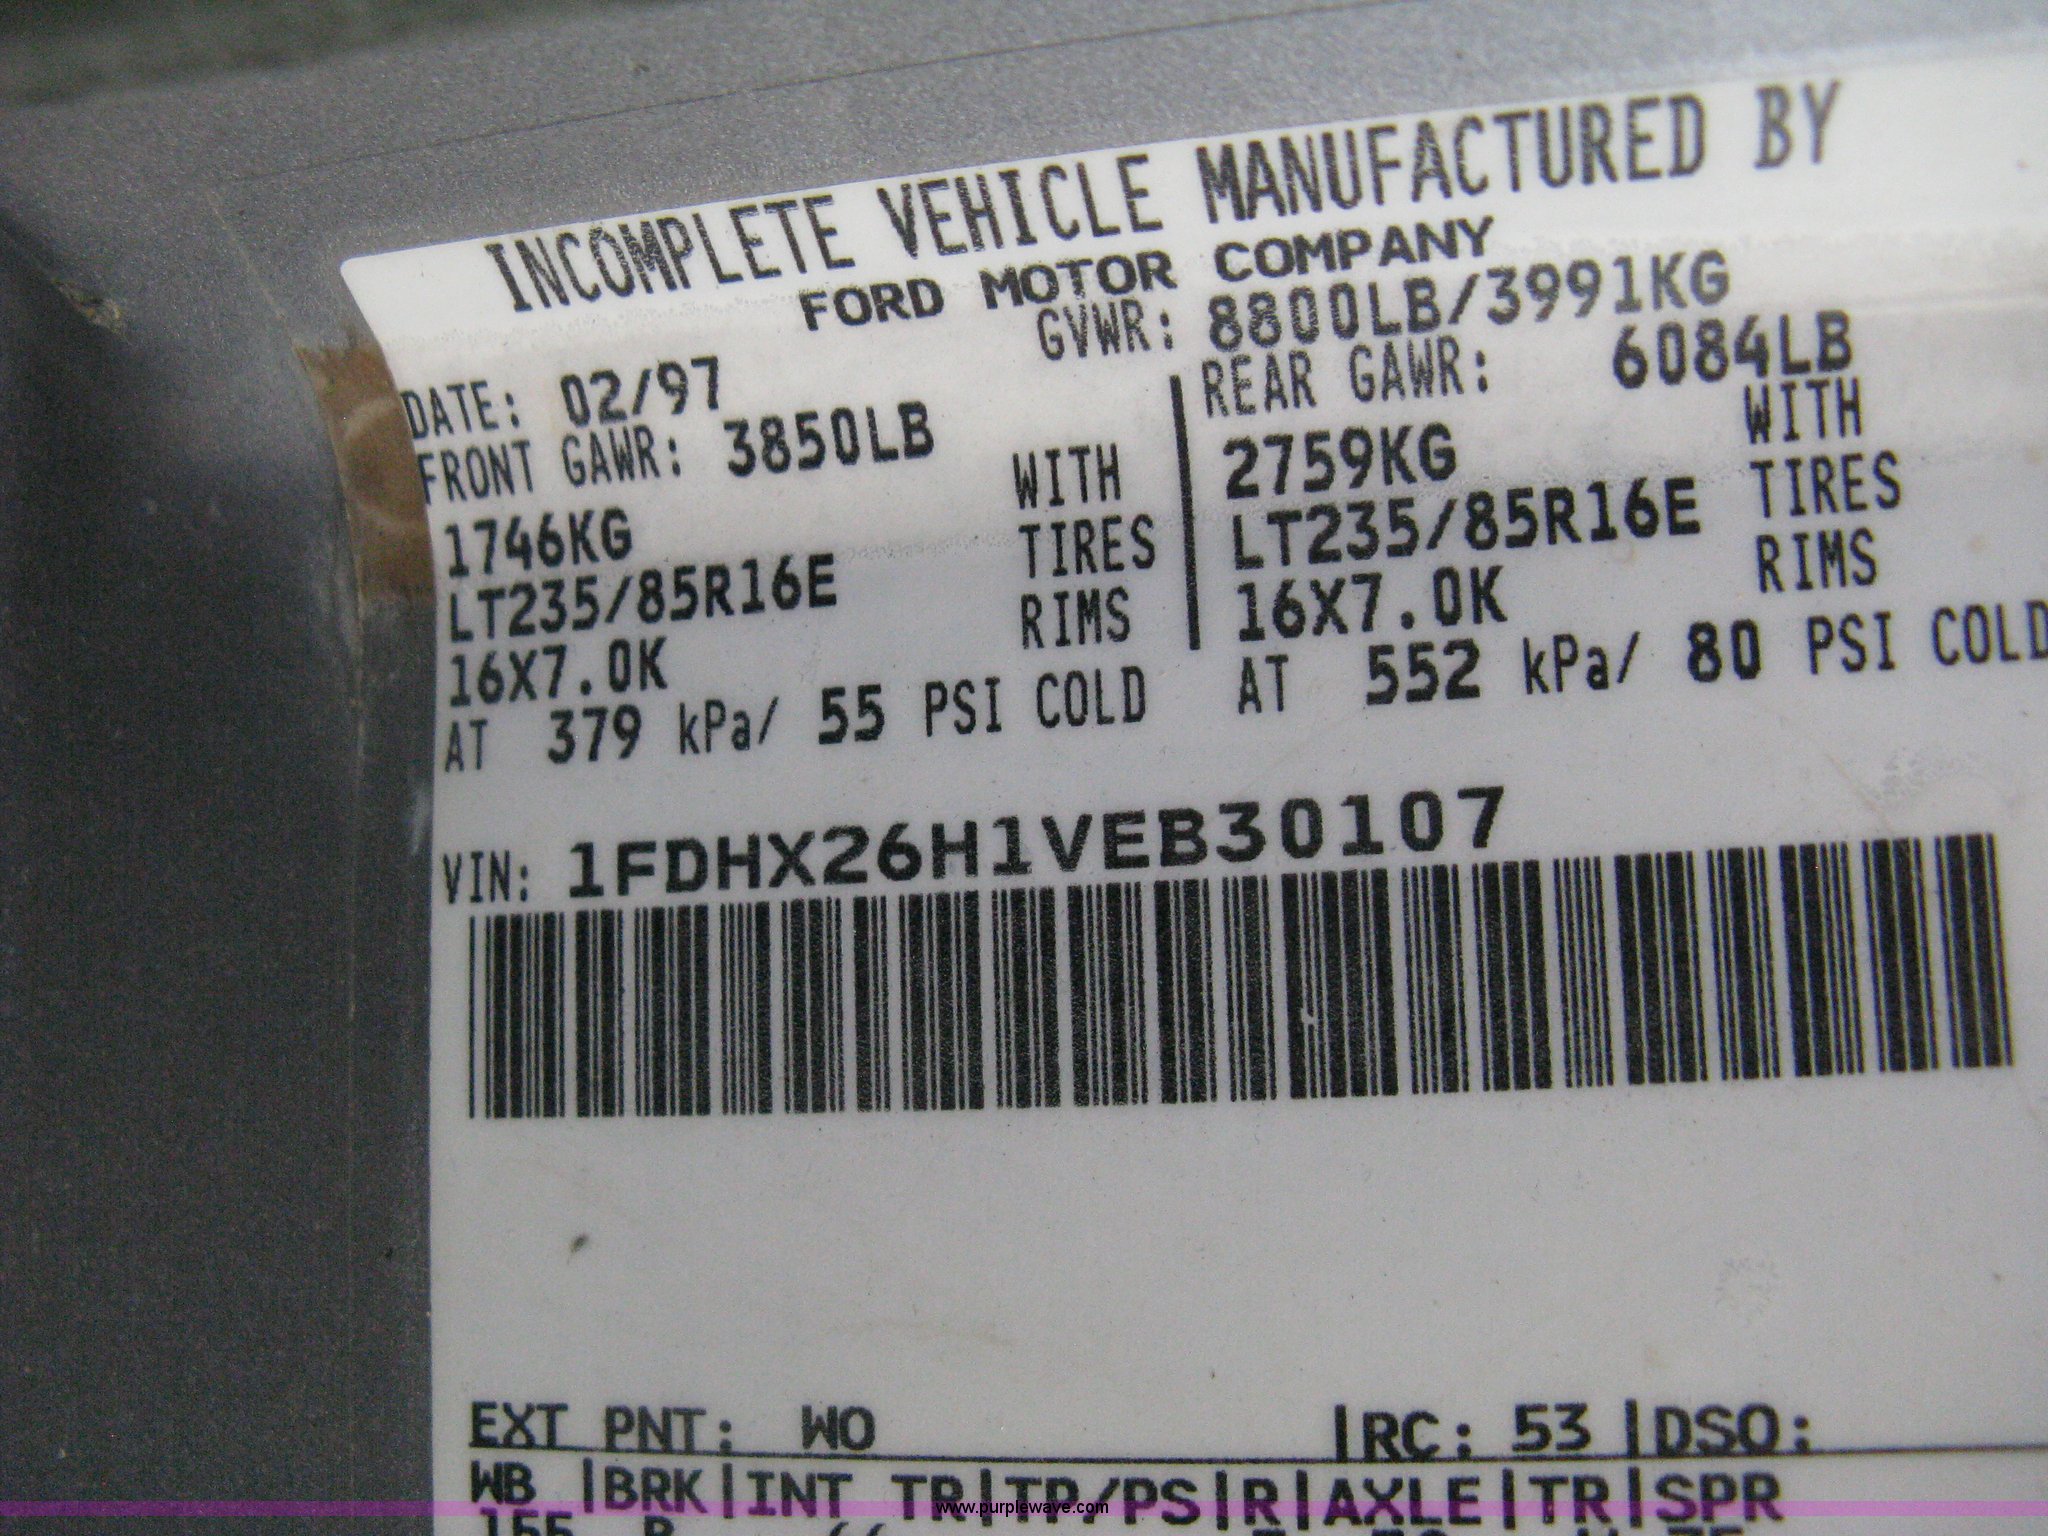 INCOMPLETE VEHICLE MANUFACTURED BY
FORD MOTOR COMPANY
GVWR: 8800LB/3991KG
DATE: 02/97
FRONT GAWR: 3850LB
1746KG WITH
LT235/85R16E TIRES
16X7.0K RIMS
AT 379 kPa/ 55 PSI COLD
REAR GAWR: 6084LB
2759KG WITH
LT235/85R16E TIRES
16X7.0K RIMS
AT 552 kPa/ 80 PSI COLD
VIN: 1FDHX26H1VEB30107
EXT PNT: WO |RC: 53 |DSO:
WB |BRK|INT TR|TP/PS|R|AXLE|TR|SPR
155
www.purplewave.com